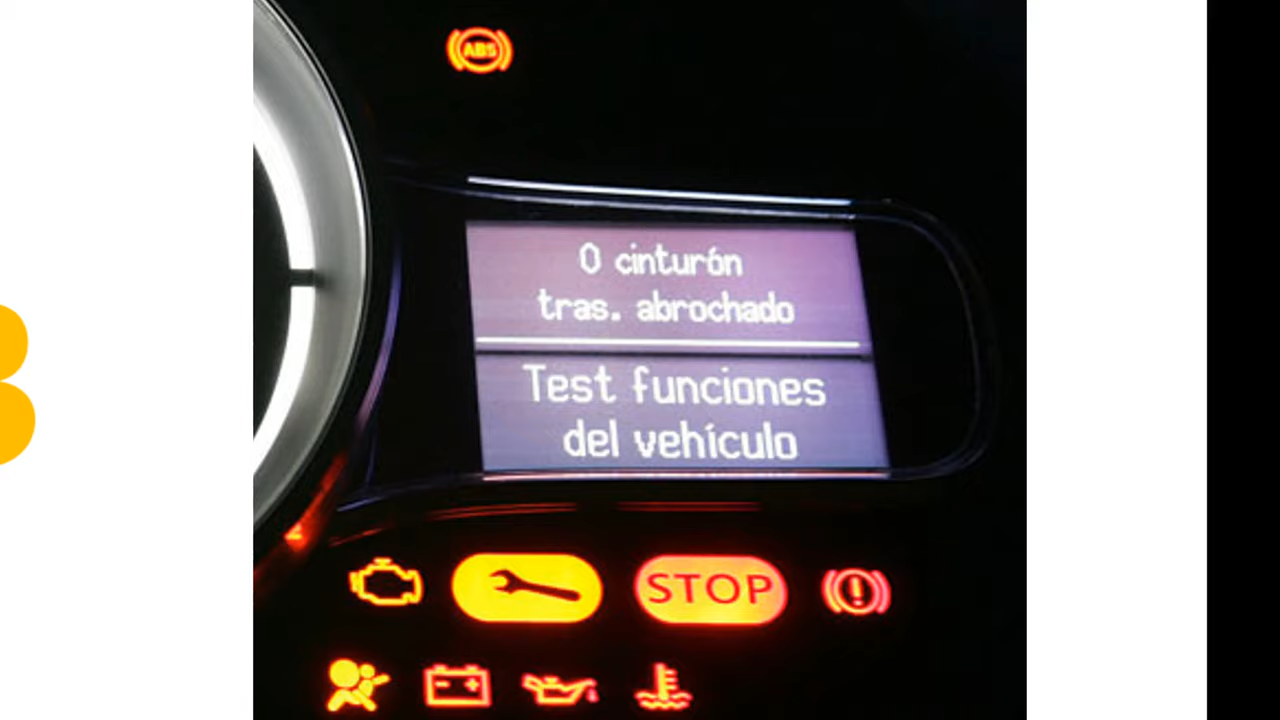 ABS
0 cinturón
tras. abrochado
Test funciones
del vehículo
STOP